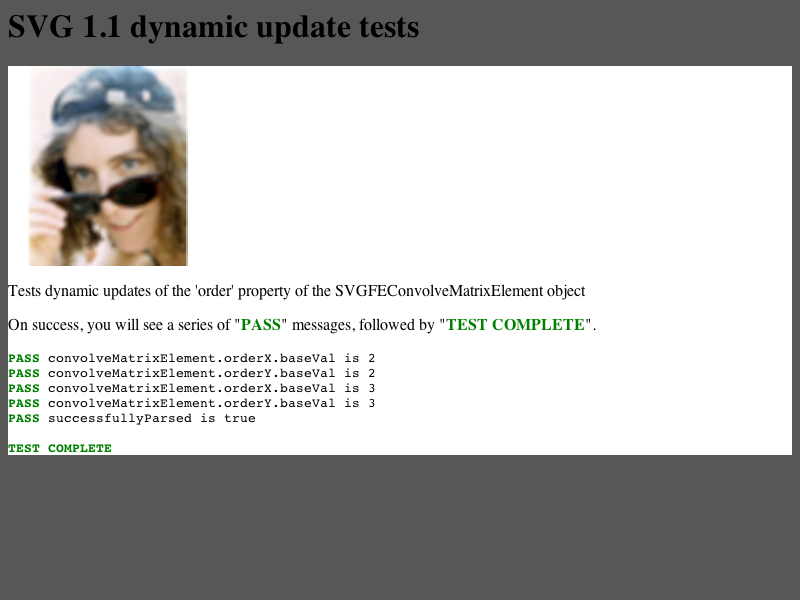 SVG 1.1 dynamic update tests
Tests dynamic updates of the 'order' property of the SVGFEConvolveMatrixElement object
On success, you will see a series of "PASS" messages, followed by "TEST COMPLETE".
PASS convolveMatrixElement.orderX.baseVal is 2
PASS convolveMatrixElement.orderY.baseVal is 2
PASS convolveMatrixElement.orderX.baseVal is 3
PASS convolveMatrixElement.orderY.baseVal is 3
PASS successfullyParsed is true
TEST COMPLETE